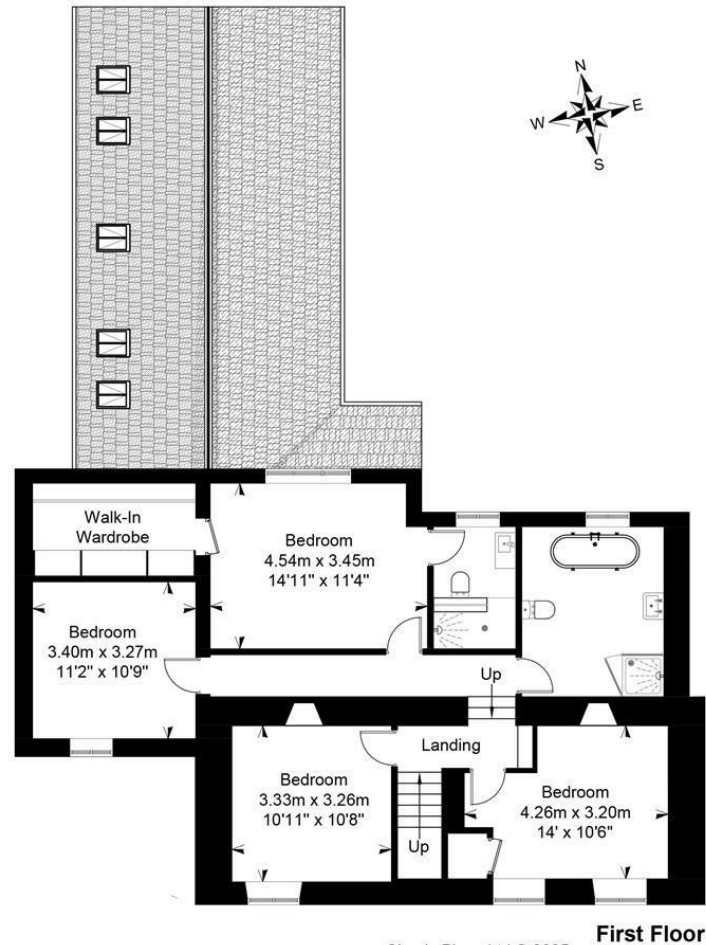 N
W E
S
Walk-In
Wardrobe
Bedroom
4.54m x 3.45m
14'11" x 11'4"
Bedroom
3.40m x 3.27m
11'2" x 10'9"
Up
Landing
Bedroom
3.33m x 3.26m
10'11" x 10'8"
Up
Bedroom
4.26m x 3.20m
14' x 10'6"
First Floor